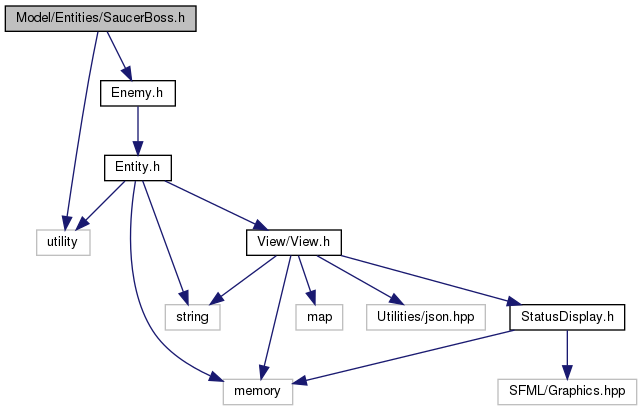 Model/Entities/SaucerBoss.h
Enemy.h
Entity.h
utility
View/View.h
string
map
Utilities/json.hpp
StatusDisplay.h
memory
SFML/Graphics.hpp